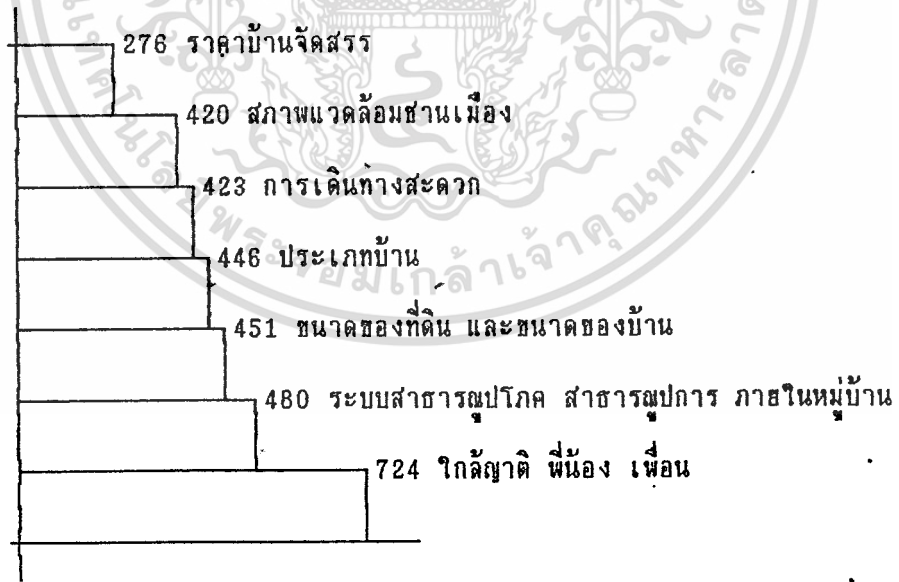 276 ราคาบ้านจัดสรร
420 สภาพแวดล้อมชานเมือง
423 การเดินทางสะดวก
446 ประเภทบ้าน
451 ขนาดของที่ดิน และขนาดของบ้าน
480 ระบบสาธารณูปโภค สาธารณูปการ ภายในหมู่บ้าน
724 ใกล้ญาติ พี่น้อง เพื่อน